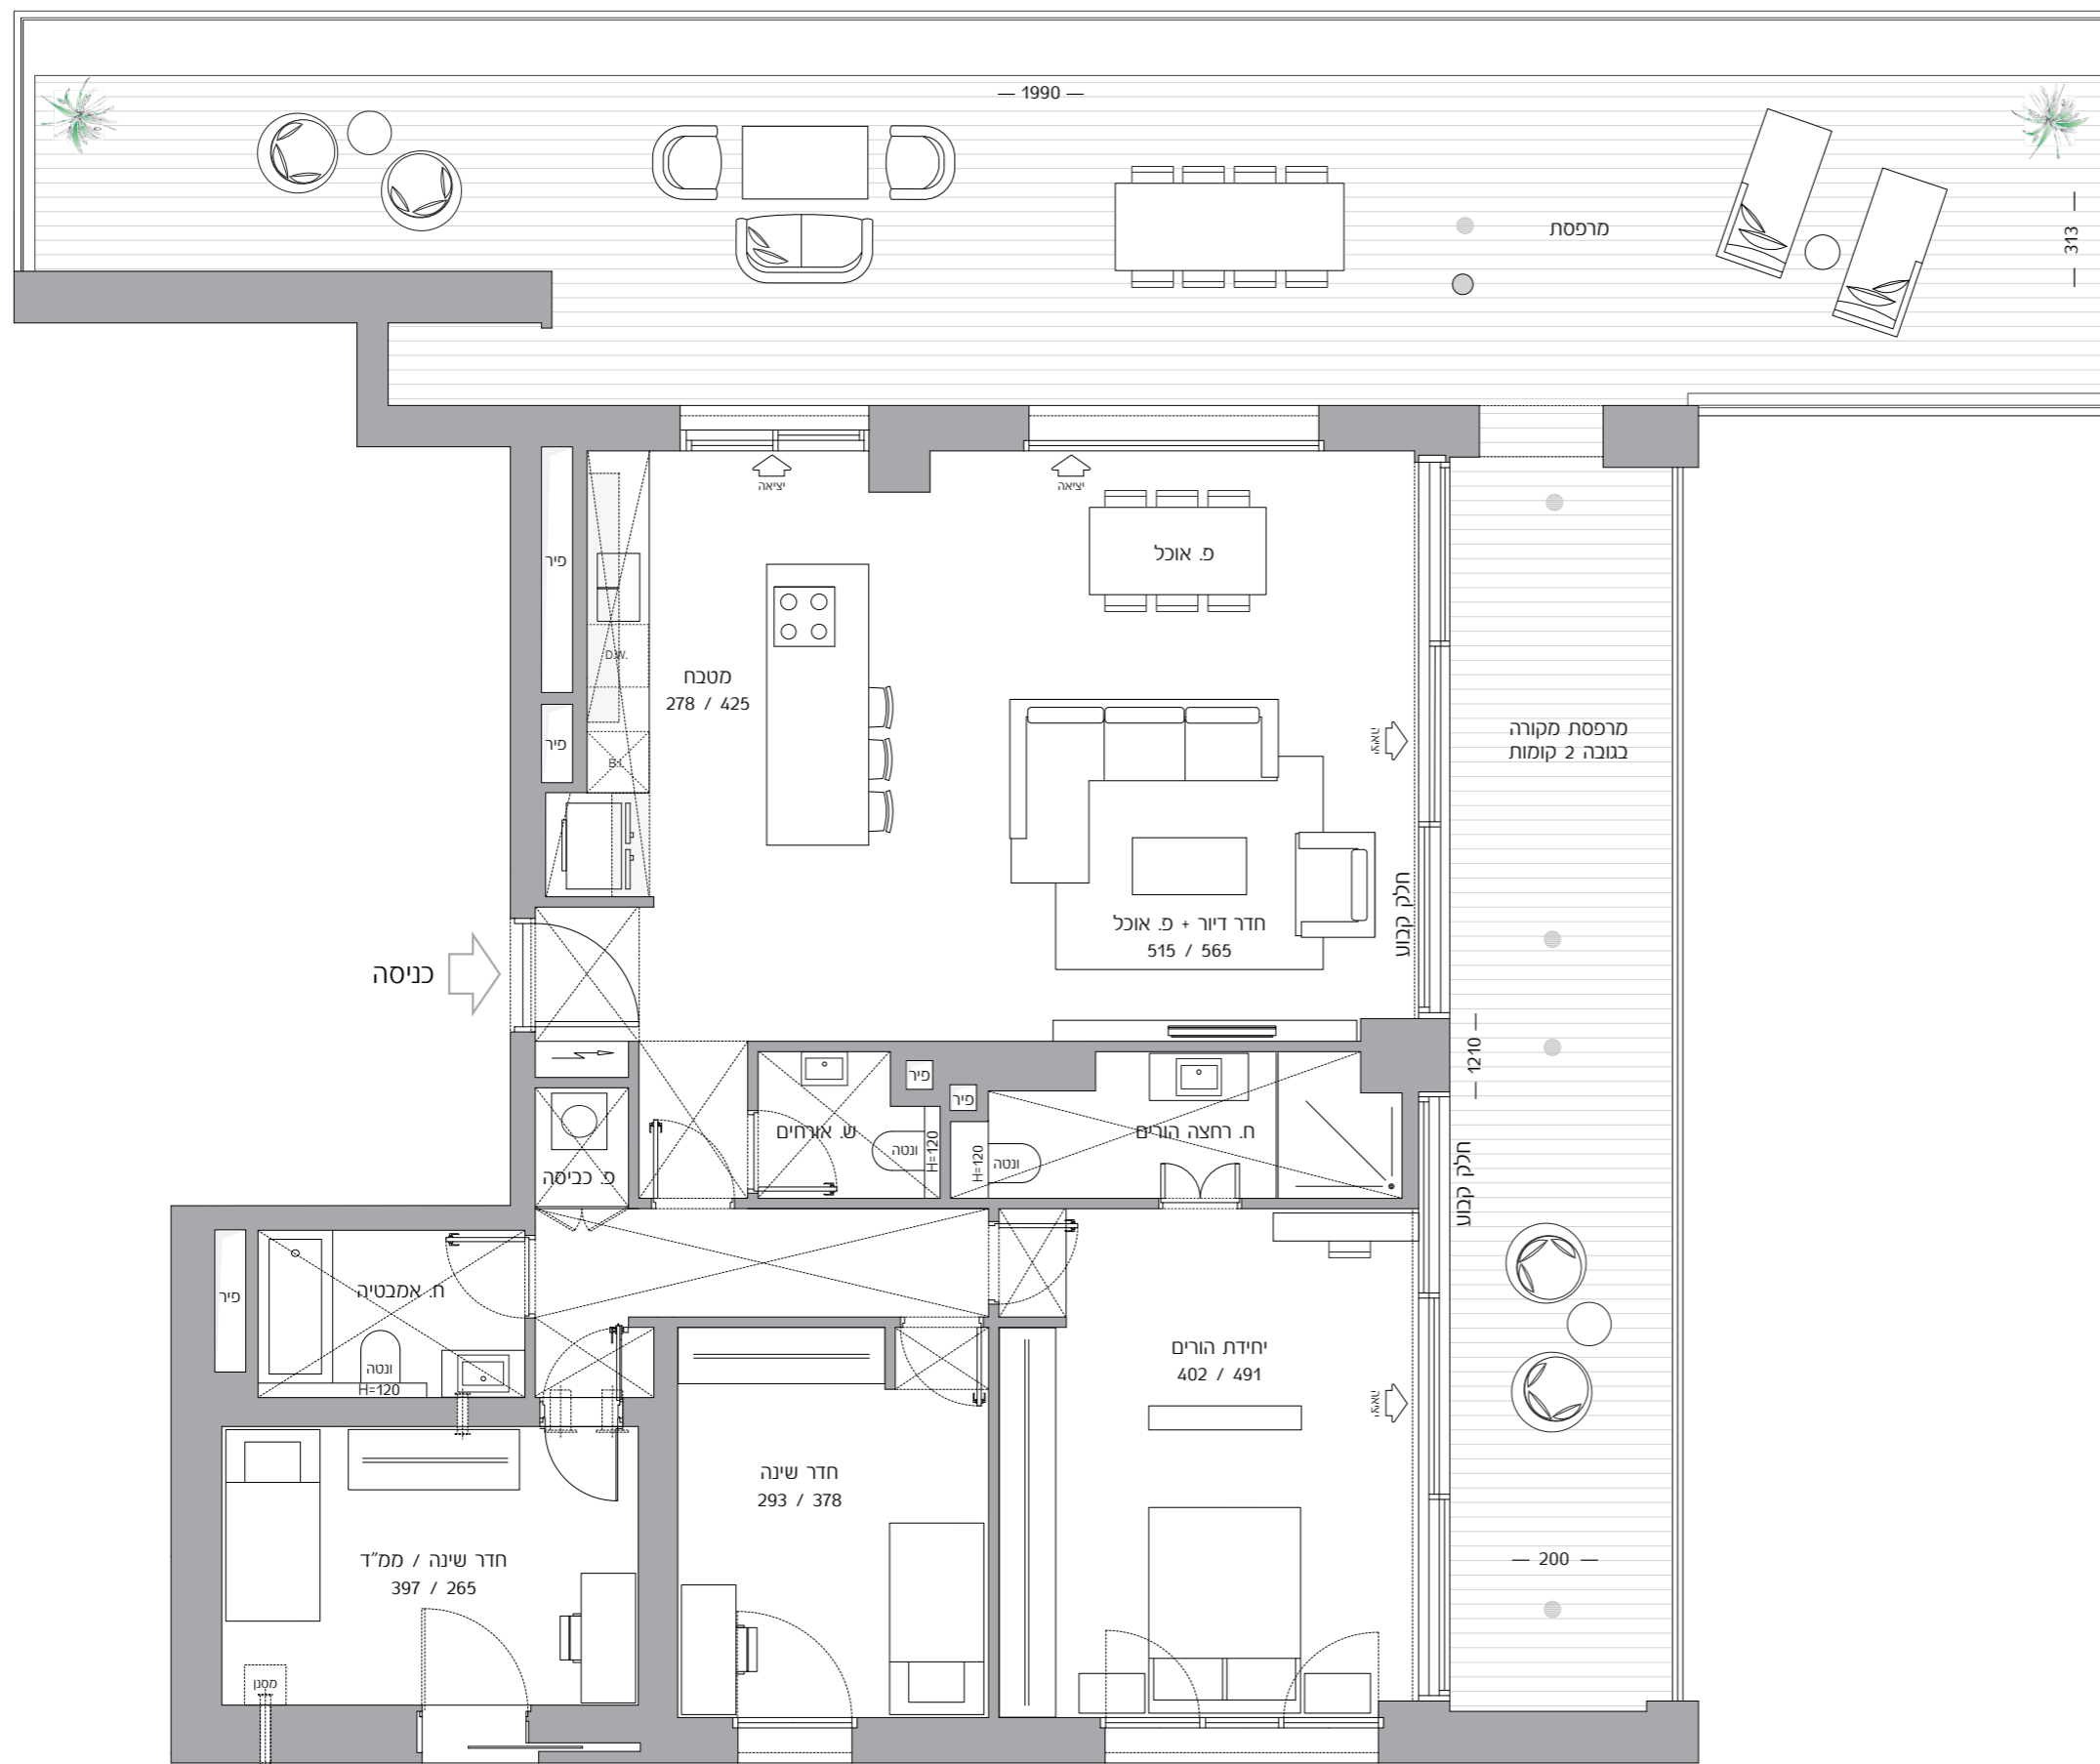 — 1990 —
מרפסת
— 313 —
יציאה
יציאה
פיר
פ. אוכל
D.W.
מטבח
278 / 425
פיר
B.I.
יציאה
מרפסת מקורה
בגובה 2 קומות
חלק קבוע
חדר דיור + פ. אוכל
515 / 565
כניסה
— 1210 —
פיר
פיר
ש. אורחים
ונטה
H=120
H=120
ונטה
ח. רחצה הורים
חלק קבוע
פ. כביסה
פיר
ח. אמבטיה
ונטה
H=120
יחידת הורים
402 / 491
יציאה
חדר שינה
293 / 378
חדר שינה / ממ״ד
397 / 265
— 200 —
מסנן